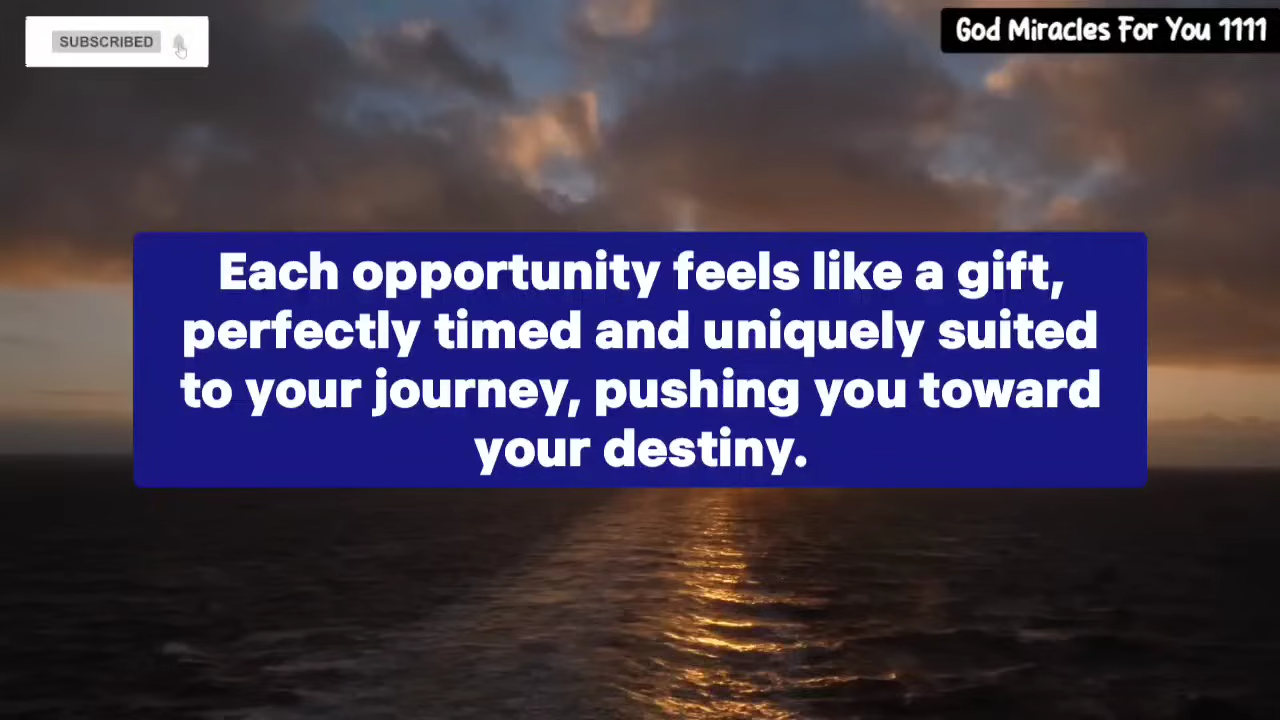 SUBSCRIBED
God Miracles For You 1111
Each opportunity feels like a gift,
perfectly timed and uniquely suited
to your journey, pushing you toward
your destiny.